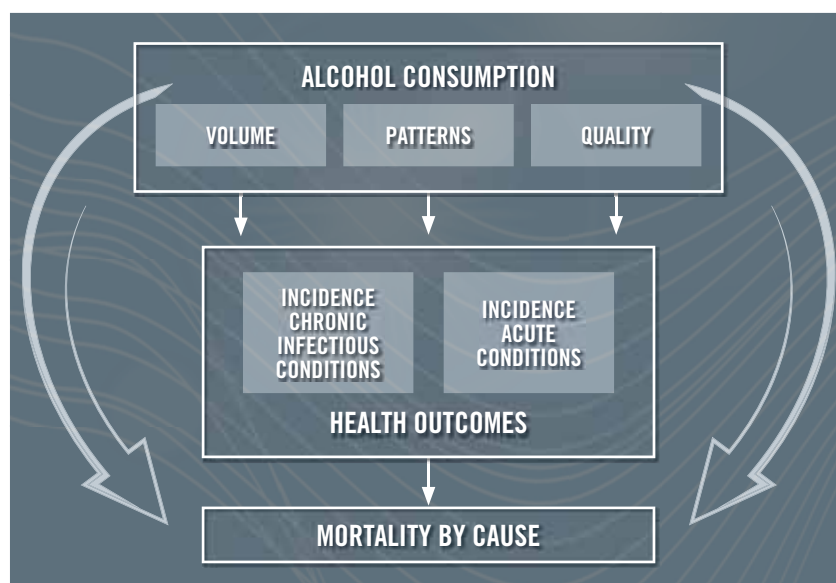 ALCOHOL CONSUMPTION
VOLUME
PATTERNS
QUALITY
INCIDENCE
CHRONIC
INFECTIOUS
CONDITIONS
INCIDENCE
ACUTE
CONDITIONS
HEALTH OUTCOMES
MORTALITY BY CAUSE